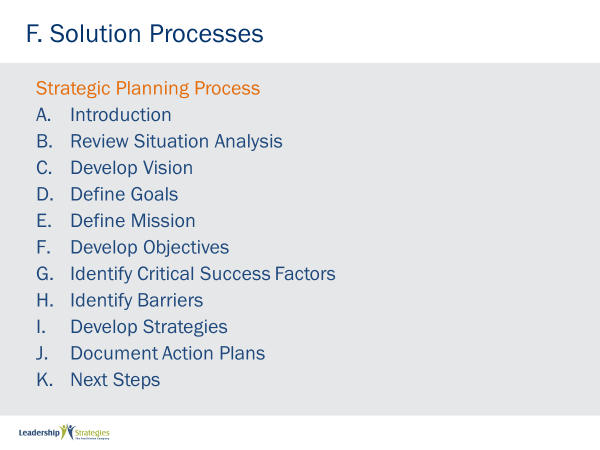 F. Solution Processes
Strategic Planning Process
A. Introduction
B. Review Situation Analysis
C. Develop Vision
D. Define Goals
E. Define Mission
F. Develop Objectives
G. Identify Critical Success Factors
H. Identify Barriers
I. Develop Strategies
J. Document Action Plans
K. Next Steps
Leadership Strategies
The Facilitation Company